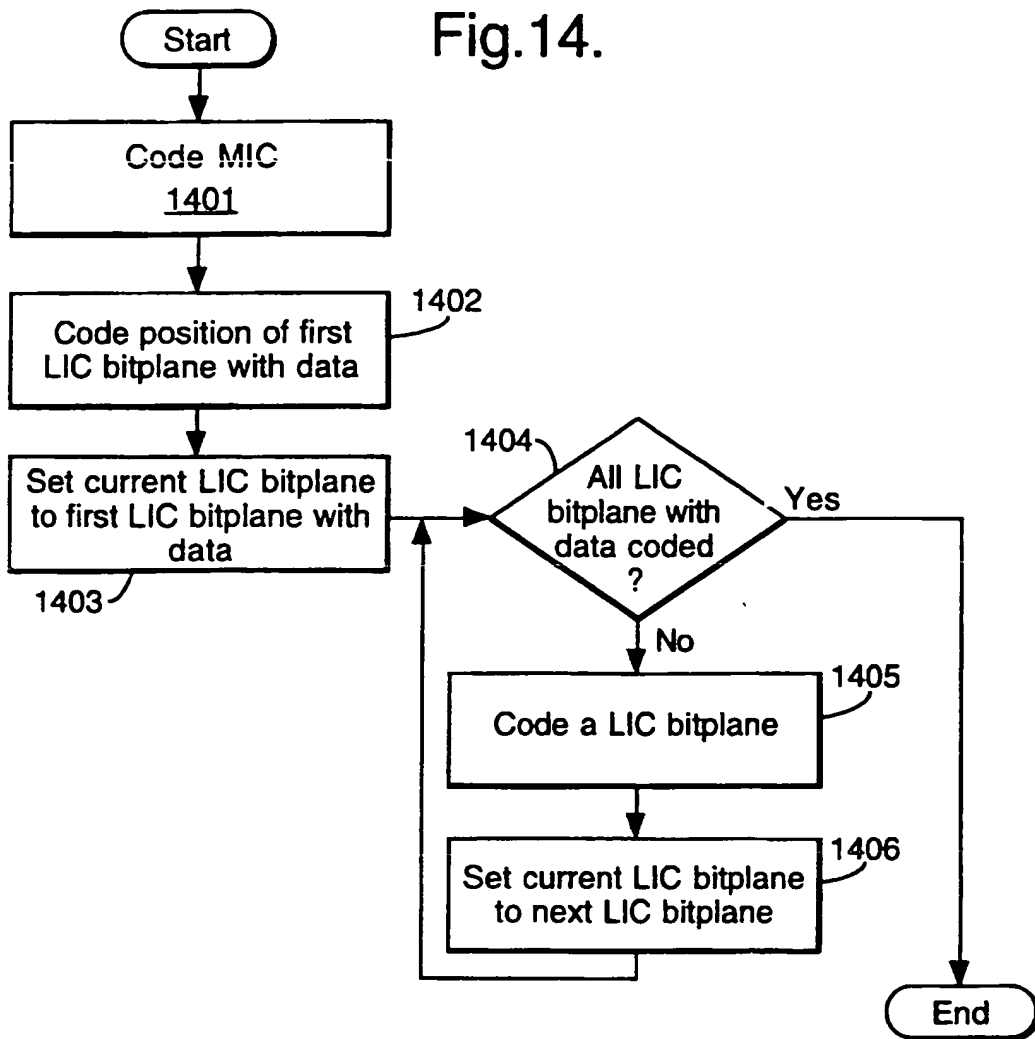 Fig.14.
Start
Code MIC
1401
1402
Code position of first
LIC bitplane with data
Set current LIC bitplane
to first LIC bitplane with
data
1403
1404
All LIC
bitplane with
data coded
?
Yes
No
1405
Code a LIC bitplane
1406
Set current LIC bitplane
to next LIC bitplane
End